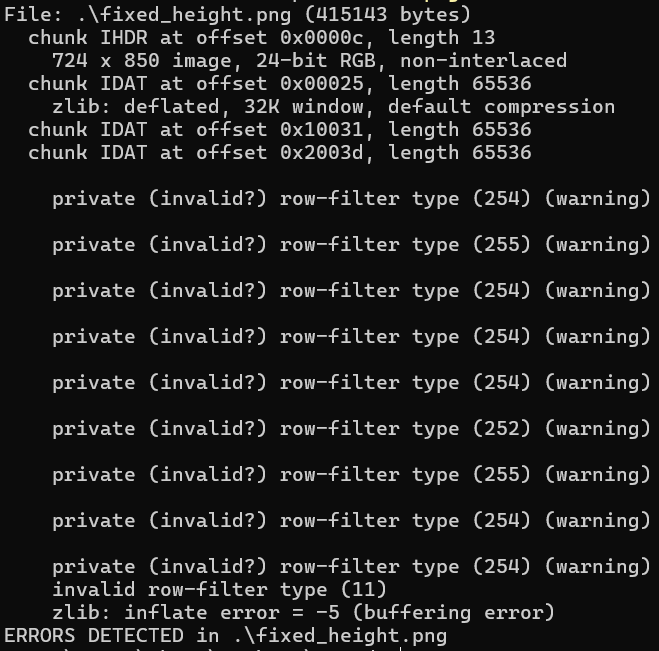 File: .\fixed_height.png (415143 bytes)
chunk IHDR at offset 0x0000c, length 13
724 x 850 image, 24-bit RGB, non-interlaced
chunk IDAT at offset 0x00025, length 65536
zlib: deflated, 32K window, default compression
chunk IDAT at offset 0x10031, length 65536
chunk IDAT at offset 0x2003d, length 65536
private (invalid?) row-filter type (254) (warning)
private (invalid?) row-filter type (255) (warning)
private (invalid?) row-filter type (254) (warning)
private (invalid?) row-filter type (254) (warning)
private (invalid?) row-filter type (254) (warning)
private (invalid?) row-filter type (252) (warning)
private (invalid?) row-filter type (255) (warning)
private (invalid?) row-filter type (254) (warning)
private (invalid?) row-filter type (254) (warning)
invalid row-filter type (11)
zlib: inflate error = -5 (buffering error)
ERRORS DETECTED in .\fixed_height.png